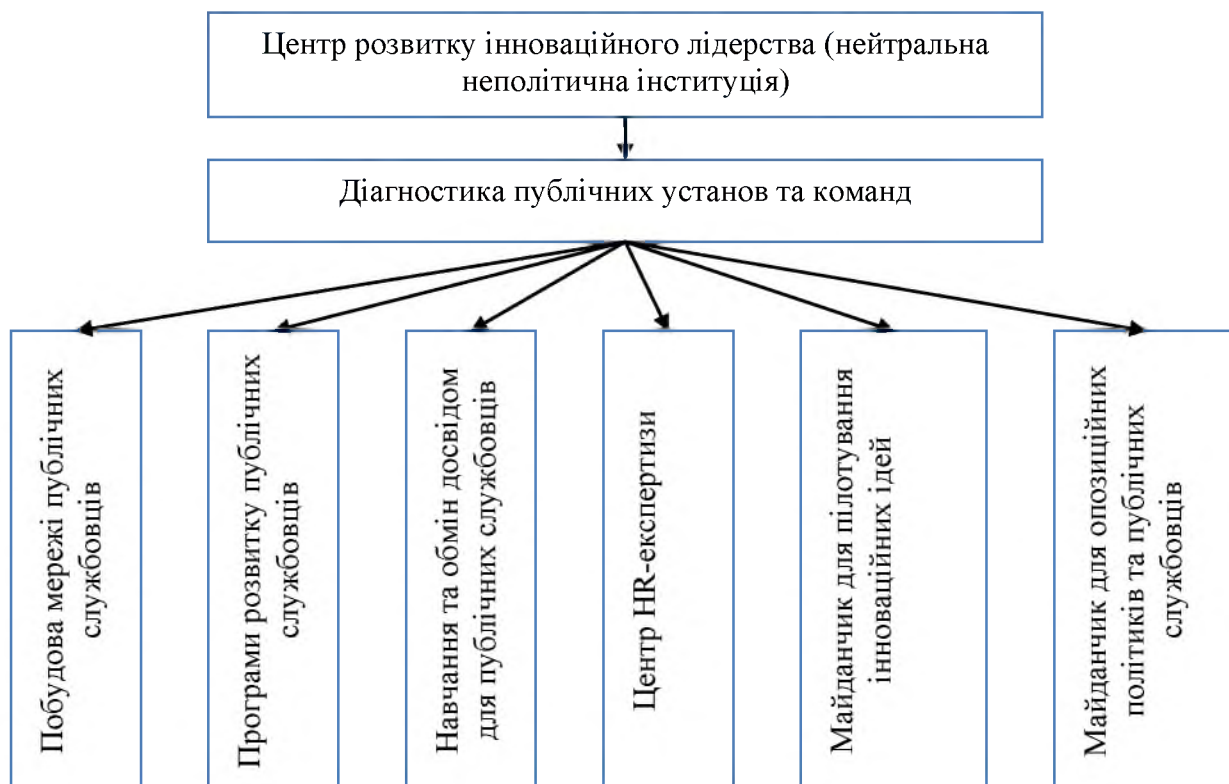 Центр розвитку інноваційного лідерства (нейтральна
неполітична інституція)
Діагностика публічних установ та команд
Побудова мережі публічних
службовців
Програми розвитку публічних
службовців
Навчання та обмін досвідом
для публічних службовців
Центр HR-експертизи
Майданчик для пілотування
інноваційних ідей
Майданчик для опозиційних
політиків та публічних
службовців